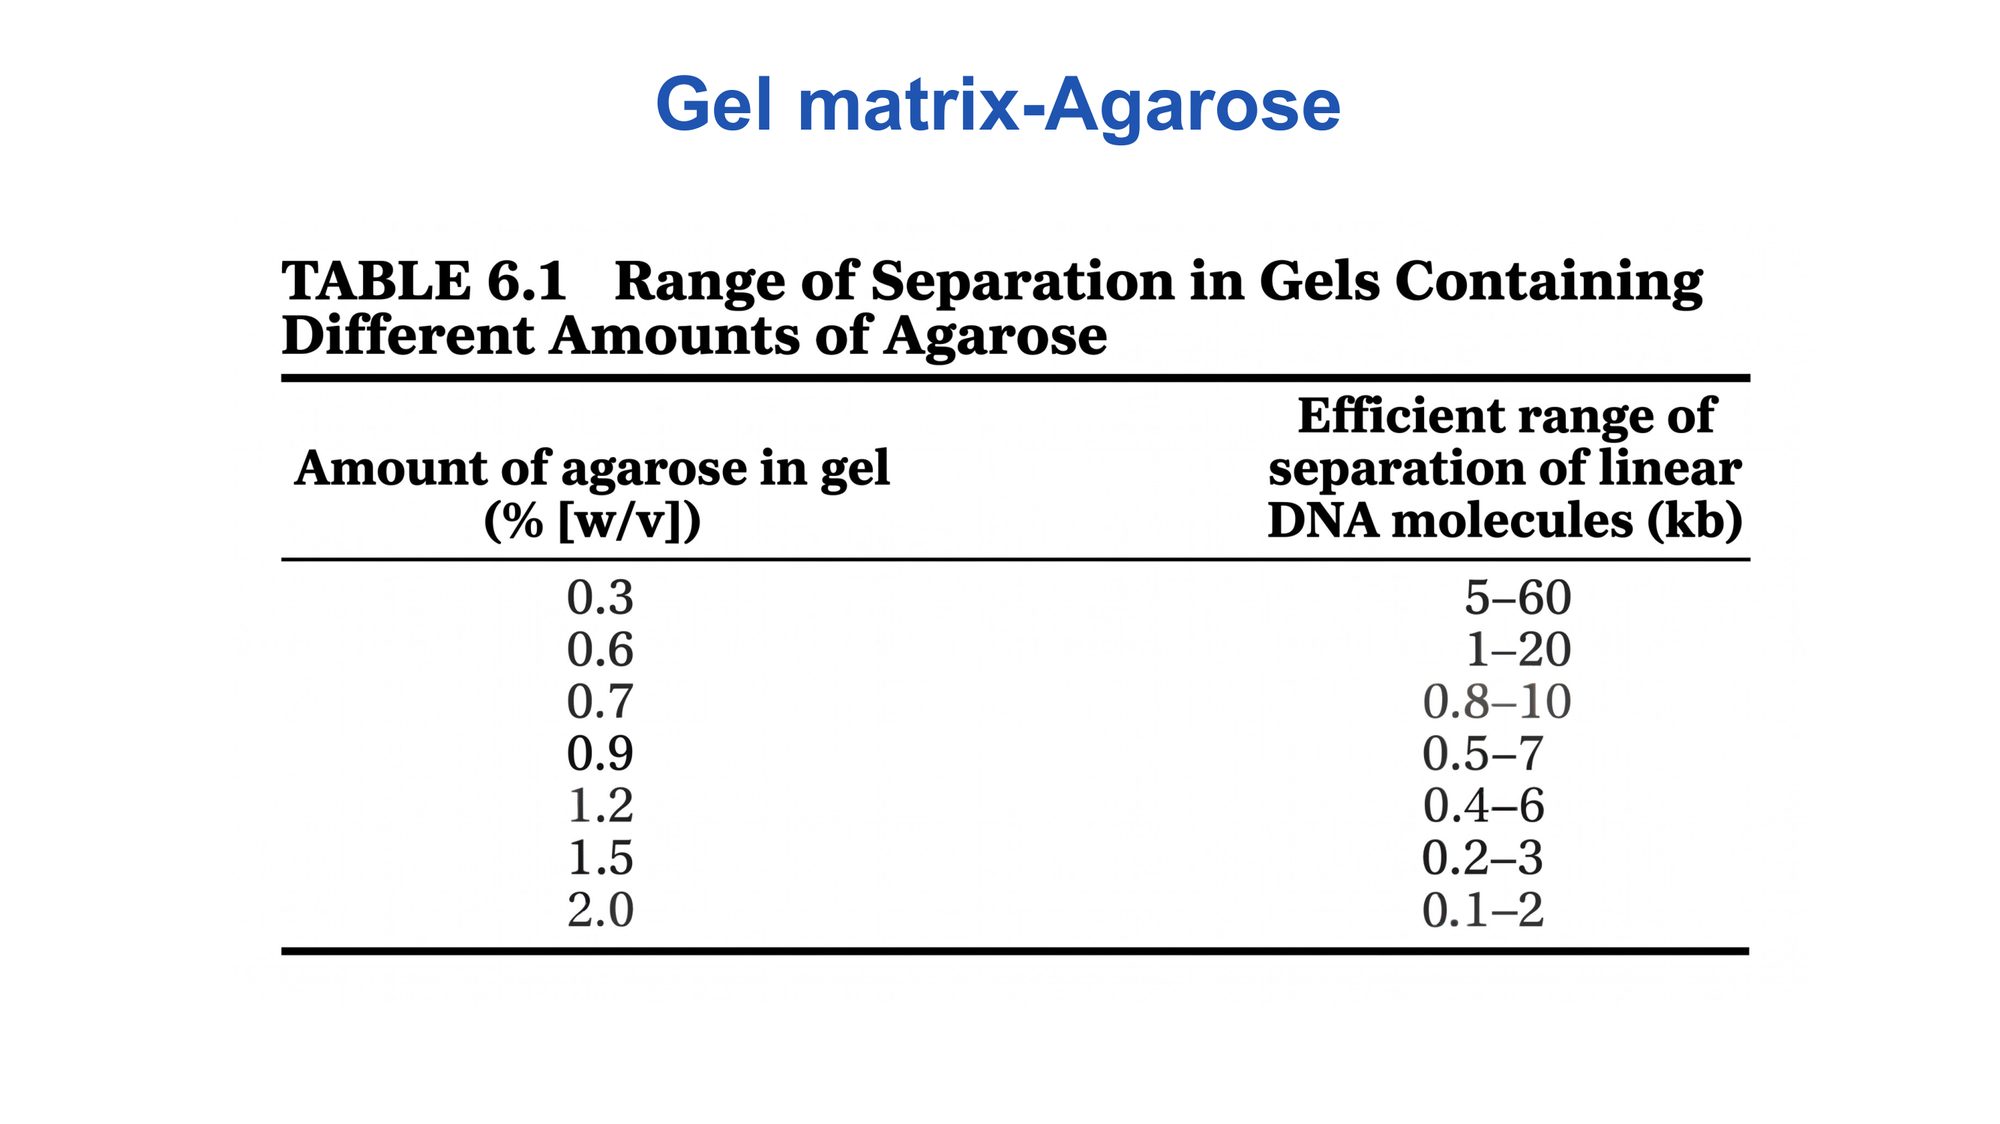 Gel matrix-Agarose
TABLE 6.1 Range of Separation in Gels Containing
Different Amounts of Agarose
Amount of agarose in gel
(% [w/v])
Efficient range of
separation of linear
DNA molecules (kb)
0.3 5–60
0.6 1–20
0.7 0.8–10
0.9 0.5–7
1.2 0.4–6
1.5 0.2–3
2.0 0.1–2